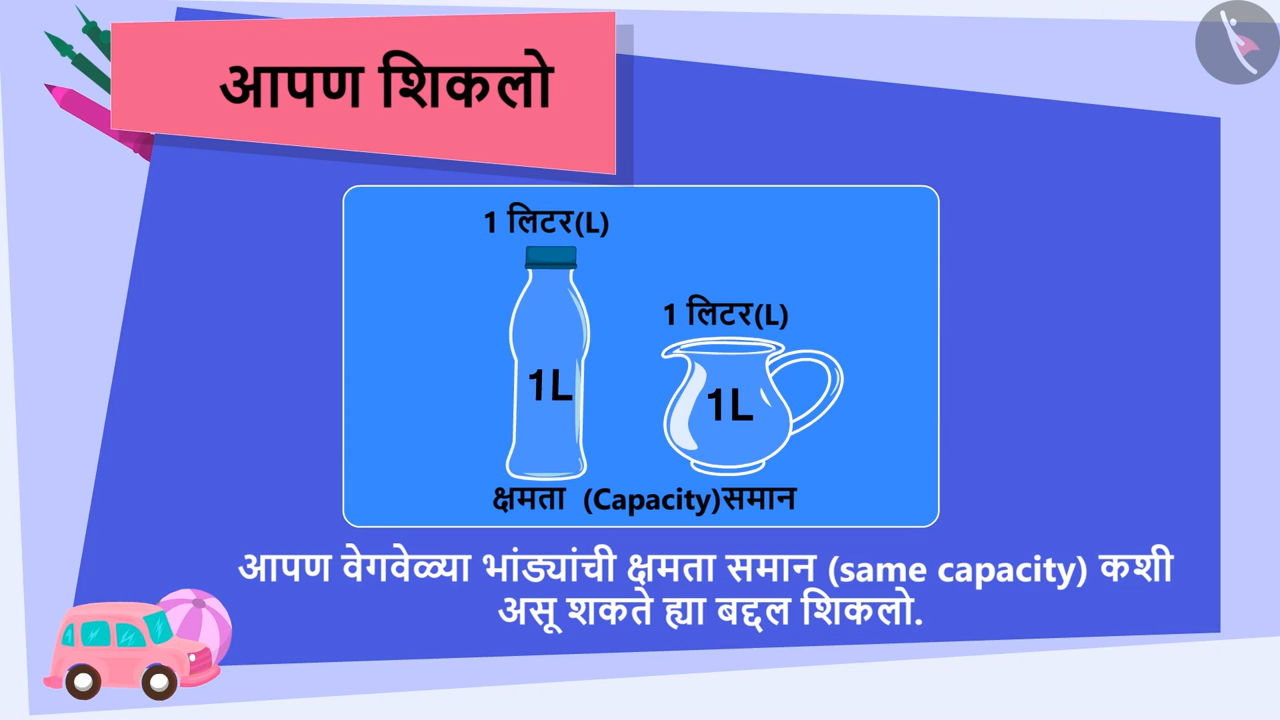 आपण शिकलो
1 लिटर(L)
1 लिटर(L)
1L
1L
क्षमता (Capacity)समान
आपण वेगवेळ्या भांड्यांची क्षमता समान (same capacity) कशी
असू शकते ह्या बद्दल शिकलो.